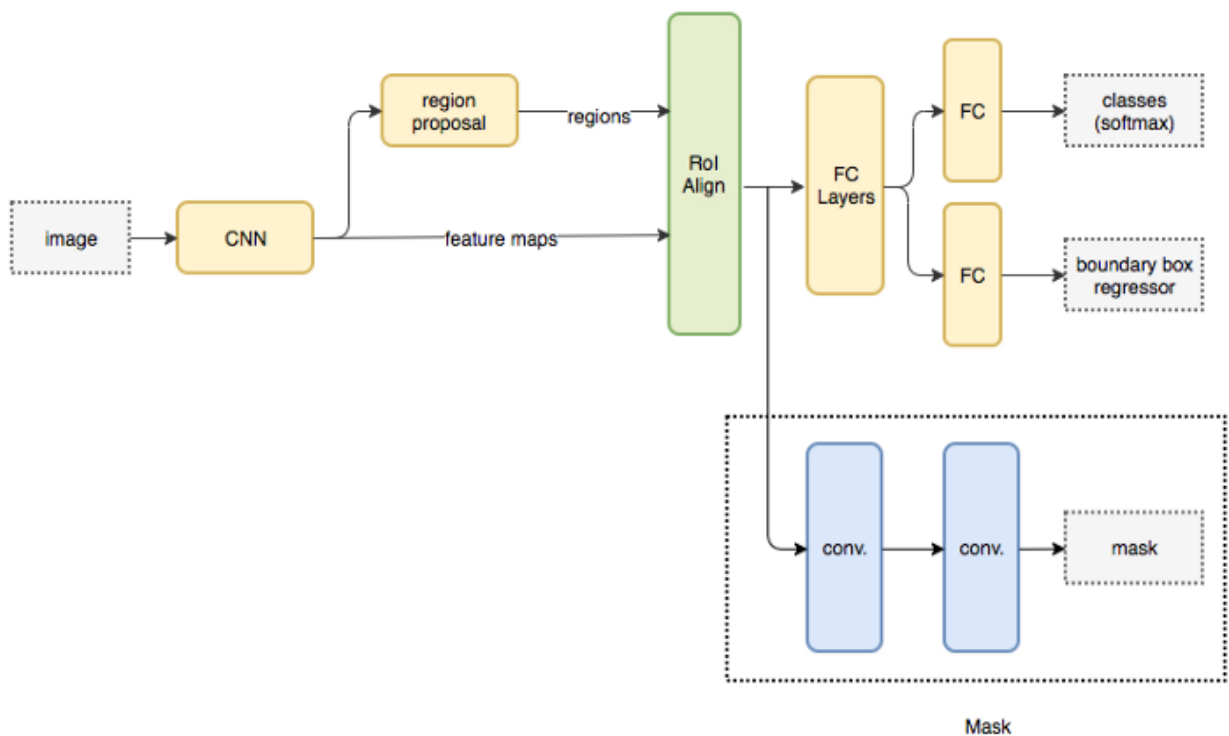 region
proposal
regions
RoI
Align
FC
Layers
FC
classes
(softmax)
image
CNN
feature maps
FC
boundary box
regressor
conv.
conv.
mask
Mask